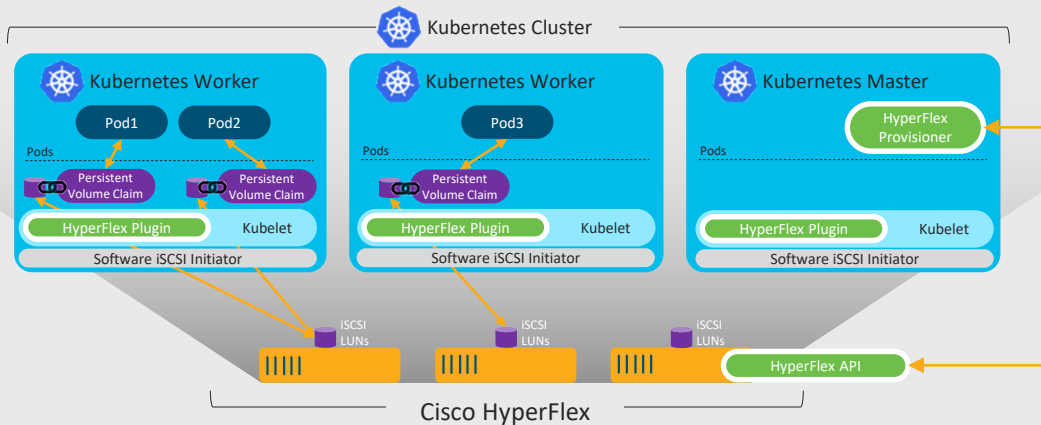 Kubernetes Cluster
Kubernetes Worker
Pod1
Pod2
Pods
Persistent
Volume Claim
Persistent
Volume Claim
HyperFlex Plugin
Kubelet
Software iSCSI Initiator
Kubernetes Worker
Pod3
Pods
Persistent
Volume Claim
HyperFlex Plugin
Kubelet
Software iSCSI Initiator
Kubernetes Master
HyperFlex
Provisioner
Pods
HyperFlex Plugin
Kubelet
Software iSCSI Initiator
iSCSI
LUNs
iSCSI
LUNs
iSCSI
LUNs
HyperFlex API
Cisco HyperFlex